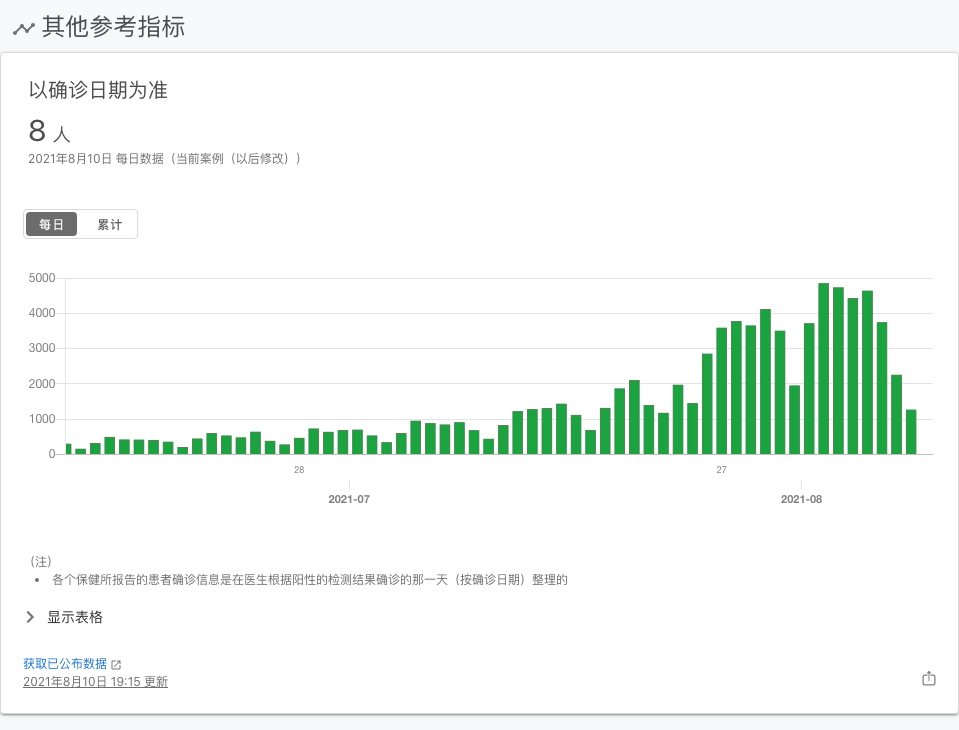 其他参考指标
以确诊日期为准
8 人
2021年8月10日 每日数据（当前案例（以后修改））
每日 累计
5000
4000
3000
2000
1000
0
28 27
2021-07 2021-08
（注）
• 各个保健所报告的患者确诊信息是在医生根据阳性的检测结果确诊的那一天（按确诊日期）整理的
显示表格
获取已公布数据
2021年8月10日 19:15 更新